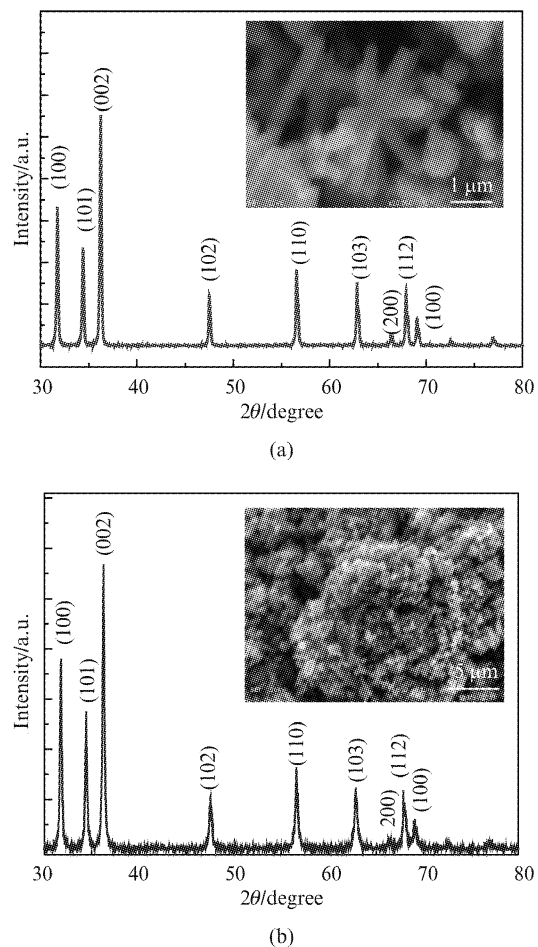 (002)
(100)
(101)
(102)
(110)
(103)
(200)
(112)
(100)
1 μm
Intensity/a.u.
30 40 50 60 70 80
2θ/degree
(a)
(002)
(100)
(101)
(102)
(110)
(103)
200)
(112)
(100)
5 μm
Intensity/a.u.
30 40 50 60 70 80
2θ/degree
(b)